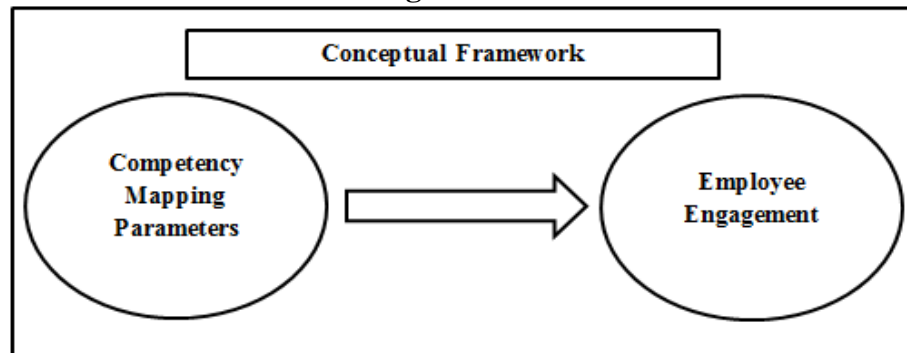 Conceptual Framework
Competency
Mapping
Parameters
Employee
Engagement